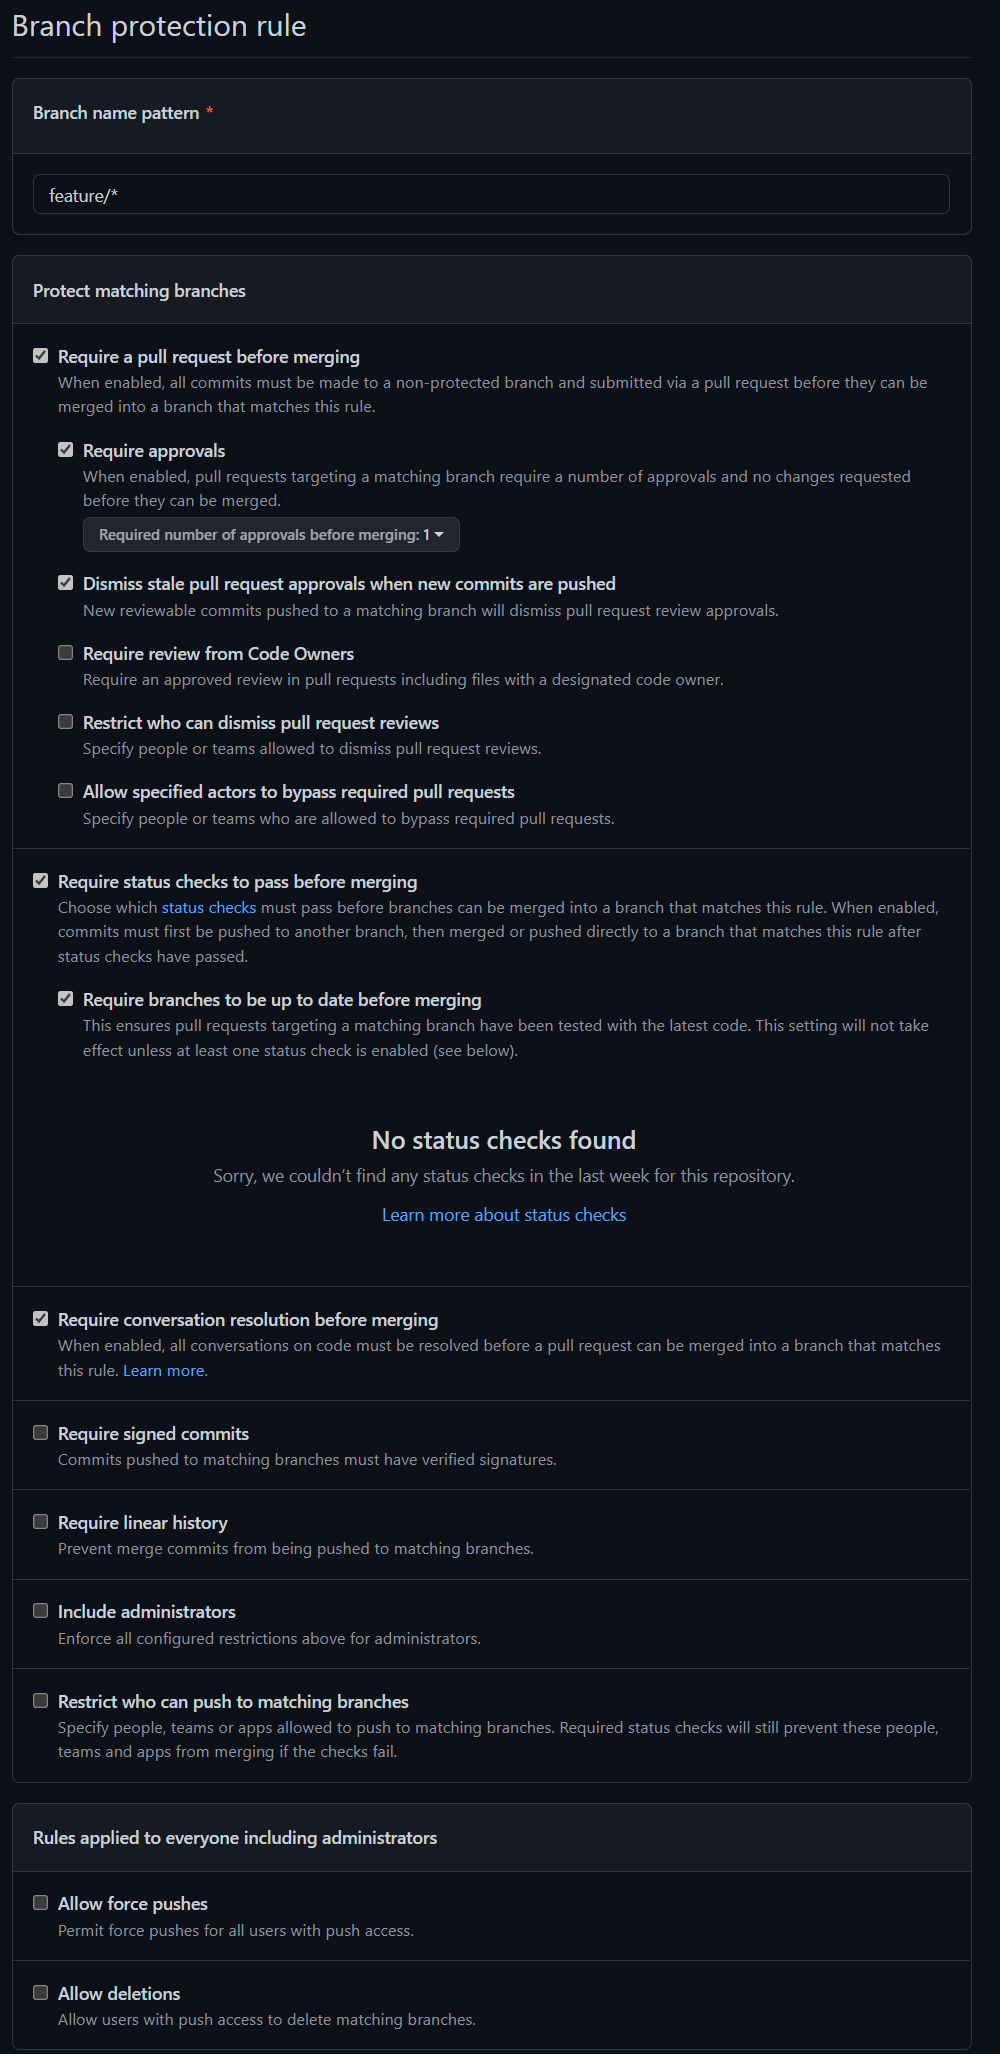 Branch protection rule
Branch name pattern *
feature/*
Protect matching branches
Require a pull request before merging
When enabled, all commits must be made to a non-protected branch and submitted via a pull request before they can be
merged into a branch that matches this rule.
Require approvals
When enabled, pull requests targeting a matching branch require a number of approvals and no changes requested
before they can be merged.
Required number of approvals before merging: 1
Dismiss stale pull request approvals when new commits are pushed
New reviewable commits pushed to a matching branch will dismiss pull request review approvals.
Require review from Code Owners
Require an approved review in pull requests including files with a designated code owner.
Restrict who can dismiss pull request reviews
Specify people or teams allowed to dismiss pull request reviews.
Allow specified actors to bypass required pull requests
Specify people or teams who are allowed to bypass required pull requests.
Require status checks to pass before merging
Choose which status checks must pass before branches can be merged into a branch that matches this rule. When enabled,
commits must first be pushed to another branch, then merged or pushed directly to a branch that matches this rule after
status checks have passed.
Require branches to be up to date before merging
This ensures pull requests targeting a matching branch have been tested with the latest code. This setting will not take
effect unless at least one status check is enabled (see below).
No status checks found
Sorry, we couldn’t find any status checks in the last week for this repository.
Learn more about status checks
Require conversation resolution before merging
When enabled, all conversations on code must be resolved before a pull request can be merged into a branch that matches
this rule. Learn more.
Require signed commits
Commits pushed to matching branches must have verified signatures.
Require linear history
Prevent merge commits from being pushed to matching branches.
Include administrators
Enforce all configured restrictions above for administrators.
Restrict who can push to matching branches
Specify people, teams or apps allowed to push to matching branches. Required status checks will still prevent these people,
teams and apps from merging if the checks fail.
Rules applied to everyone including administrators
Allow force pushes
Permit force pushes for all users with push access.
Allow deletions
Allow users with push access to delete matching branches.